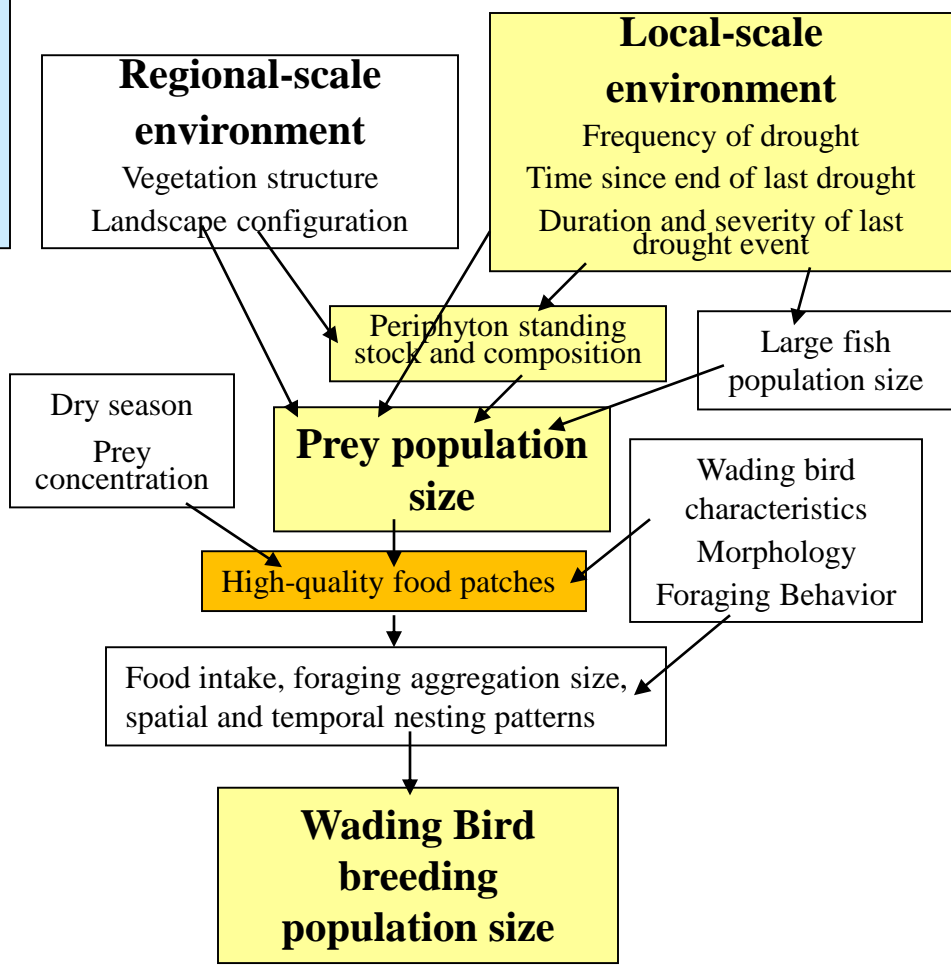 Regional-scale
environment
Vegetation structure
Landscape configuration
Local-scale
environment
Frequency of drought
Time since end of last drought
Duration and severity of last
drought event
Periphyton standing
stock and composition
Large fish
population size
Dry season
Prey
concentration
Prey population
size
Wading bird
characteristics
Morphology
Foraging Behavior
High-quality food patches
Food intake, foraging aggregation size,
spatial and temporal nesting patterns
Wading Bird
breeding
population size